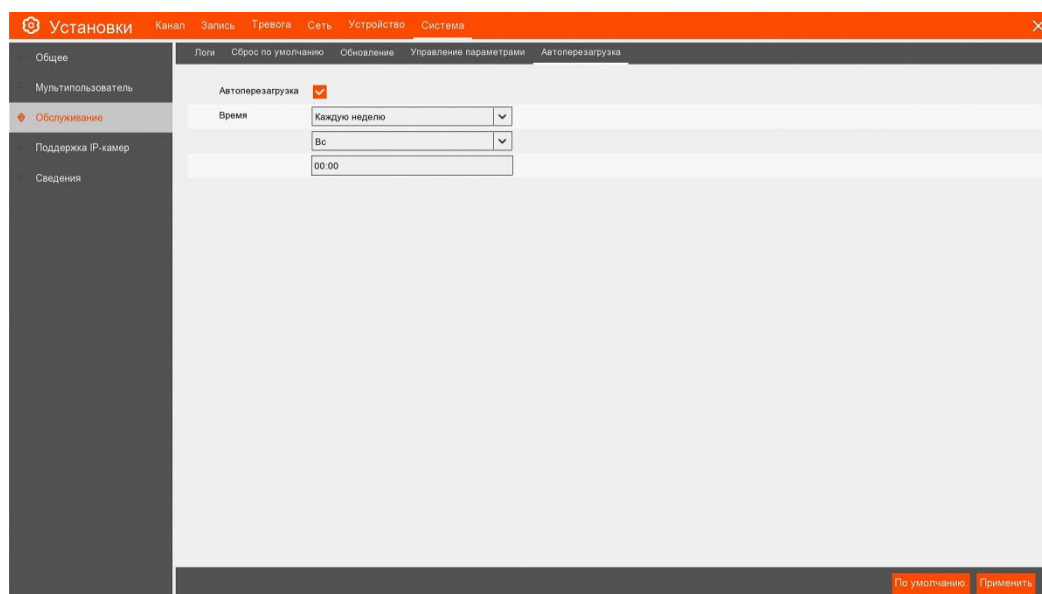 Установки Канал Запись Тревога Сеть Устройство Система
Общее
Мультипользователь
Обслуживание
Поддержка IP-камер
Сведения
Логи Сброс по умолчанию Обновление Управление параметрами Автоперезагрузка
Автоперезагрузка
Время Каждую неделю
Вс
00:00
По умолчанию Применить